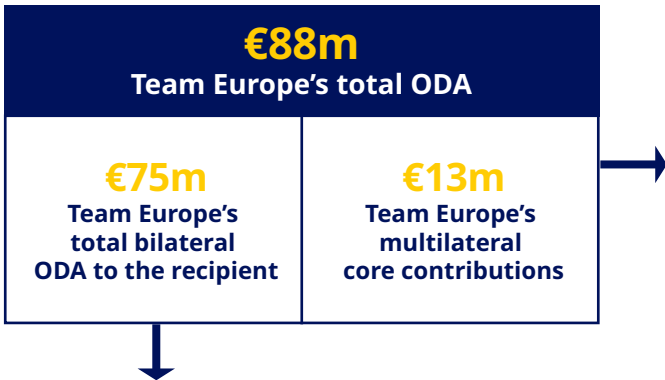 €88m
Team Europe's total ODA
€75m
Team Europe's
total bilateral
ODA to the recipient
€13m
Team Europe's
multilateral
core contributions